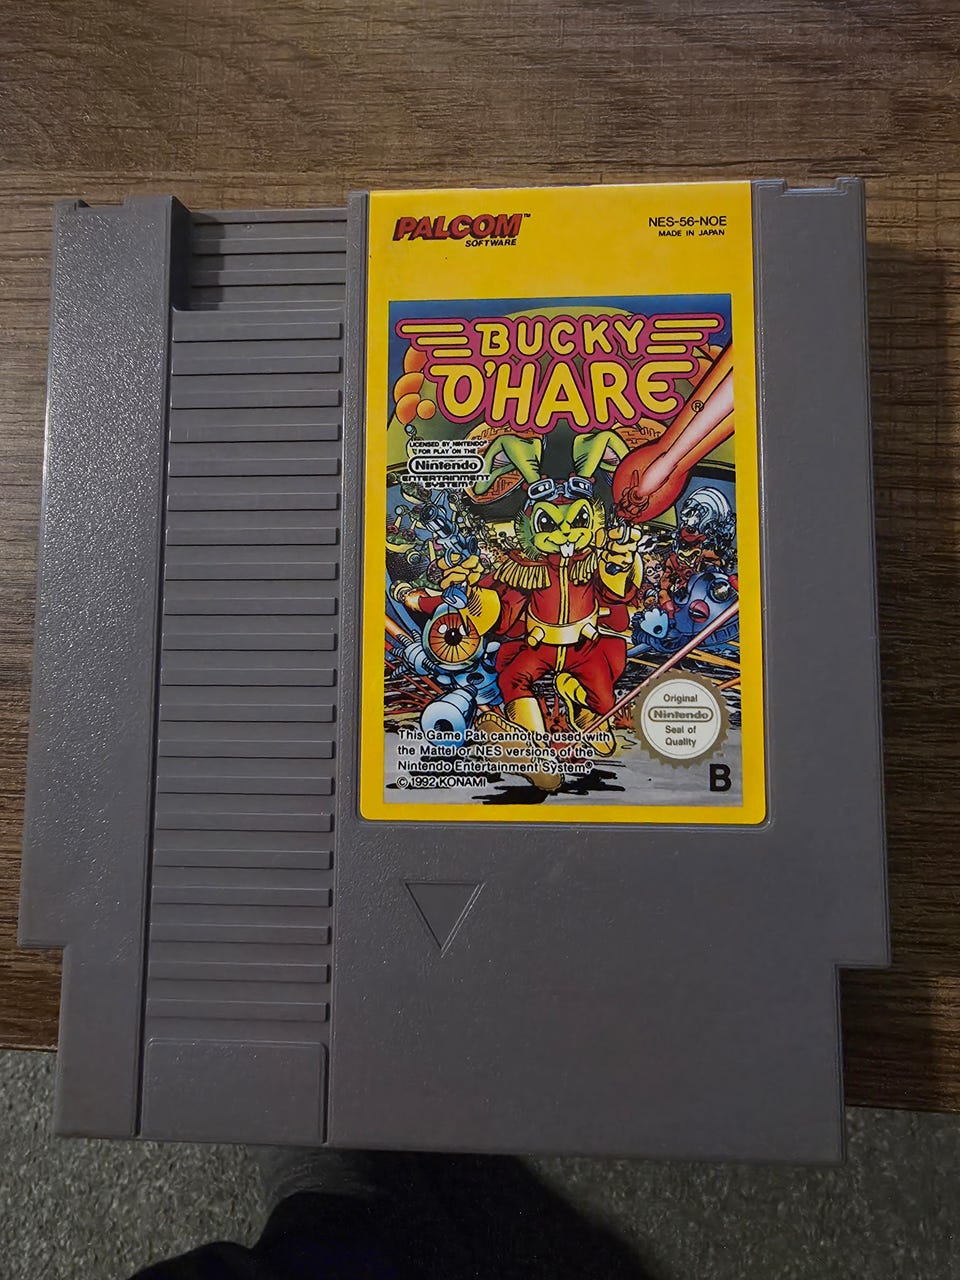 PALCOM™
SOFTWARE
NES-56-NOE
MADE IN JAPAN
BUCKY
O'HARE®
LICENSED BY NINTENDO®
FOR PLAY ON THE
Nintendo
ENTERTAINMENT
SYSTEM®
Original
Nintendo
Seal of
Quality
This Game Pak cannot be used with
the Mattel or NES versions of the
Nintendo Entertainment System.®
© 1992 KONAMI
B